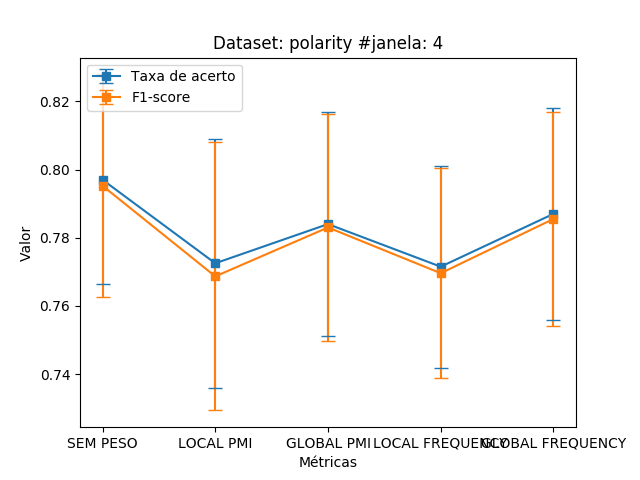 Dataset: polarity #janela: 4
Taxa de acerto
F1-score
0.82
0.80
0.78
0.76
0.74
Valor
SEM PESO
LOCAL PMI
GLOBAL PMI
LOCAL FREQUENCY
GLOBAL FREQUENCY
Métricas